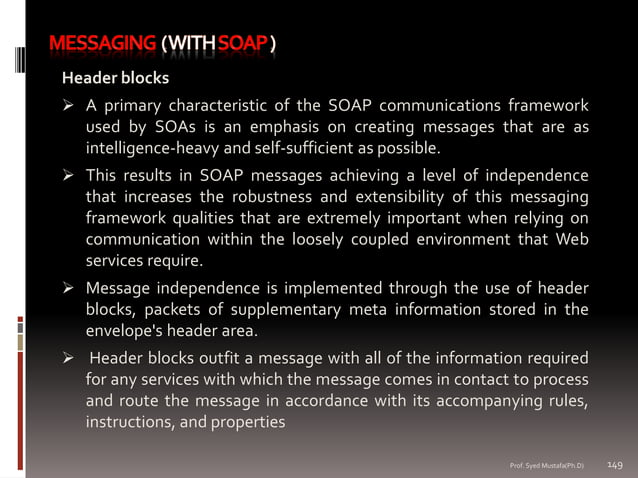 MESSAGING (WITH SOAP)
Header blocks
➢ A primary characteristic of the SOAP communications framework
used by SOAs is an emphasis on creating messages that are as
intelligence-heavy and self-sufficient as possible.
➢ This results in SOAP messages achieving a level of independence
that increases the robustness and extensibility of this messaging
framework qualities that are extremely important when relying on
communication within the loosely coupled environment that Web
services require.
➢ Message independence is implemented through the use of header
blocks, packets of supplementary meta information stored in the
envelope's header area.
➢ Header blocks outfit a message with all of the information required
for any services with which the message comes in contact to process
and route the message in accordance with its accompanying rules,
instructions, and properties
Prof. Syed Mustafa(Ph.D) 149